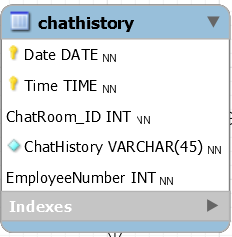 chathistory
Date DATE NN
Time TIME NN
ChatRoom_ID INT NN
ChatHistory VARCHAR(45) NN
EmployeeNumber INT NN
Indexes